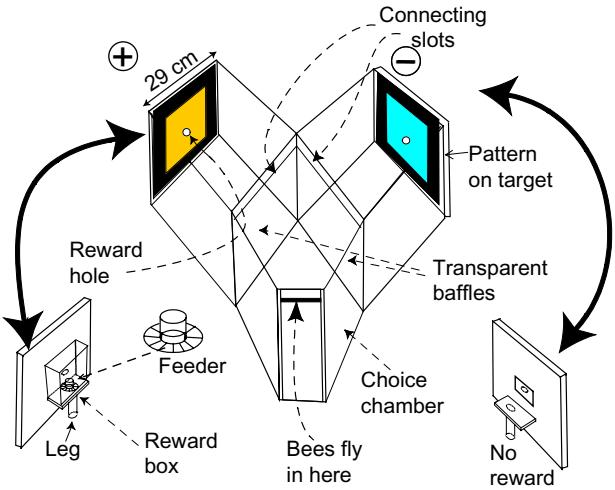 Connecting
slots
+
29 cm
−
Pattern
on target
Reward
hole
Transparent
baffles
Feeder
Choice
chamber
Leg
Reward
box
Bees fly
in here
No
reward